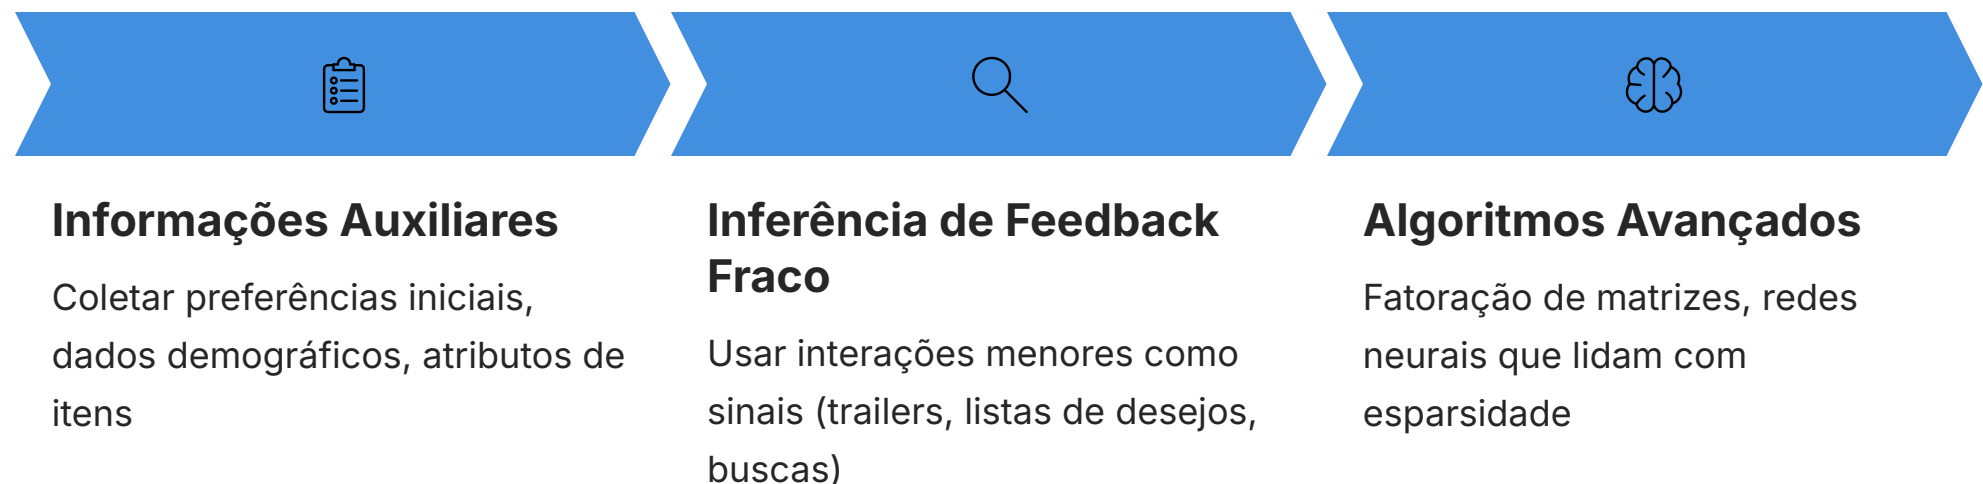 Informações Auxiliares
Coletar preferências iniciais,
dados demográficos, atributos de
itens
Inferência de Feedback
Fraco
Usar interações menores como
sinais (trailers, listas de desejos,
buscas)
Algoritmos Avançados
Fatoração de matrizes, redes
neurais que lidam com
esparsidade